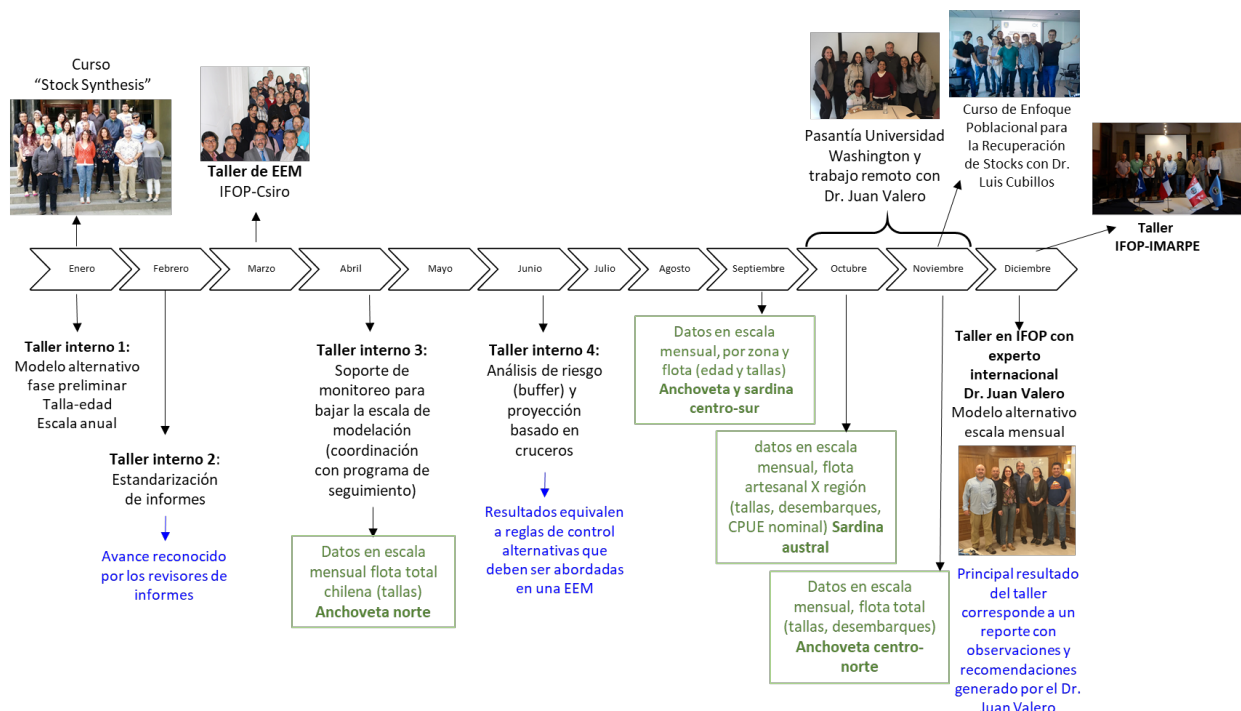 Curso
“Stock Synthesis”
Taller de EEM
IFOP-Csiro
Pasantía Universidad
Washington y
trabajo remoto con
Dr. Juan Valero
Curso de Enfoque
Poblacional para
la Recuperación
de Stocks con Dr.
Luis Cubillos
Taller
IFOP-IMARPE
Enero
Febrero
Marzo
Abril
Mayo
Junio
Julio
Agosto
Septiembre
Octubre
Noviembre
Diciembre
Taller interno 1:
Modelo alternativo
fase preliminar
Talla-edad
Escala anual
Taller interno 2:
Estandarización
de informes
Avance reconocido
por los revisores de
informes
Taller interno 3:
Soporte de
monitoreo para
bajar la escala de
modelación
(coordinación
con programa de
seguimiento)
Datos en escala
mensual flota total
chilena (tallas)
Anchoveta norte
Taller interno 4:
Análisis de riesgo
(buffer) y
proyección
basado en
cruceros
Resultados equivalen
a reglas de control
alternativas que
deben ser abordadas
en una EEM
Datos en escala
mensual, por zona y
flota (edad y tallas)
Anchoveta y sardina
centro-sur
datos en escala
mensual, flota
artesanal X región
(tallas, desembarques,
CPUE nominal) Sardina
austral
Datos en escala
mensual, flota total
(tallas, desembarques)
Anchoveta centro-
norte
Taller en IFOP con
experto
internacional
Dr. Juan Valero
Modelo alternativo
escala mensual
Principal resultado
del taller
corresponde a un
reporte con
observaciones y
recomendaciones
generado por el Dr.
Juan Valero